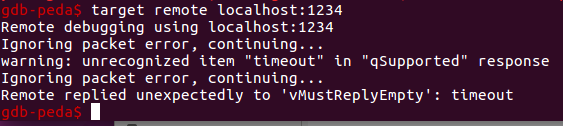 gdb-peda$ target remote localhost:1234
Remote debugging using localhost:1234
Ignoring packet error, continuing...
warning: unrecognized item "timeout" in "qSupported" response
Ignoring packet error, continuing...
Remote replied unexpectedly to 'vMustReplyEmpty': timeout
gdb-peda$